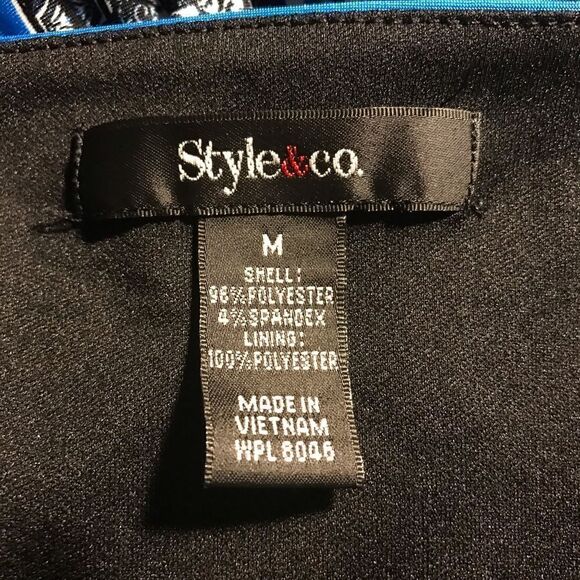 Style&co.
M
SHELL:
96%POLYESTER
4%SPANDEX
LINING:
100%POLYESTER
MADE IN
VIETNAM
WPL 8046